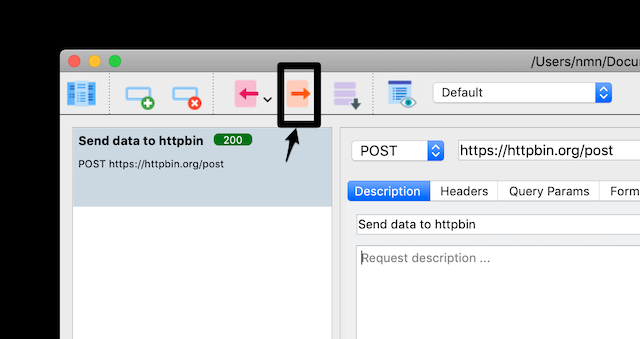 /Users/nmn/Docu
Default
Send data to httpbin 200
POST https://httpbin.org/post
POST https://httpbin.org/post
Description Headers Query Params Form
Send data to httpbin
Request description ...